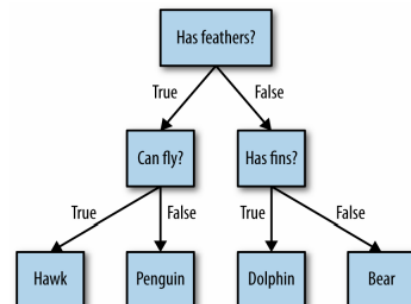 Has feathers?
True
False
Can fly?
Has fins?
True
False
True
False
Hawk
Penguin
Dolphin
Bear